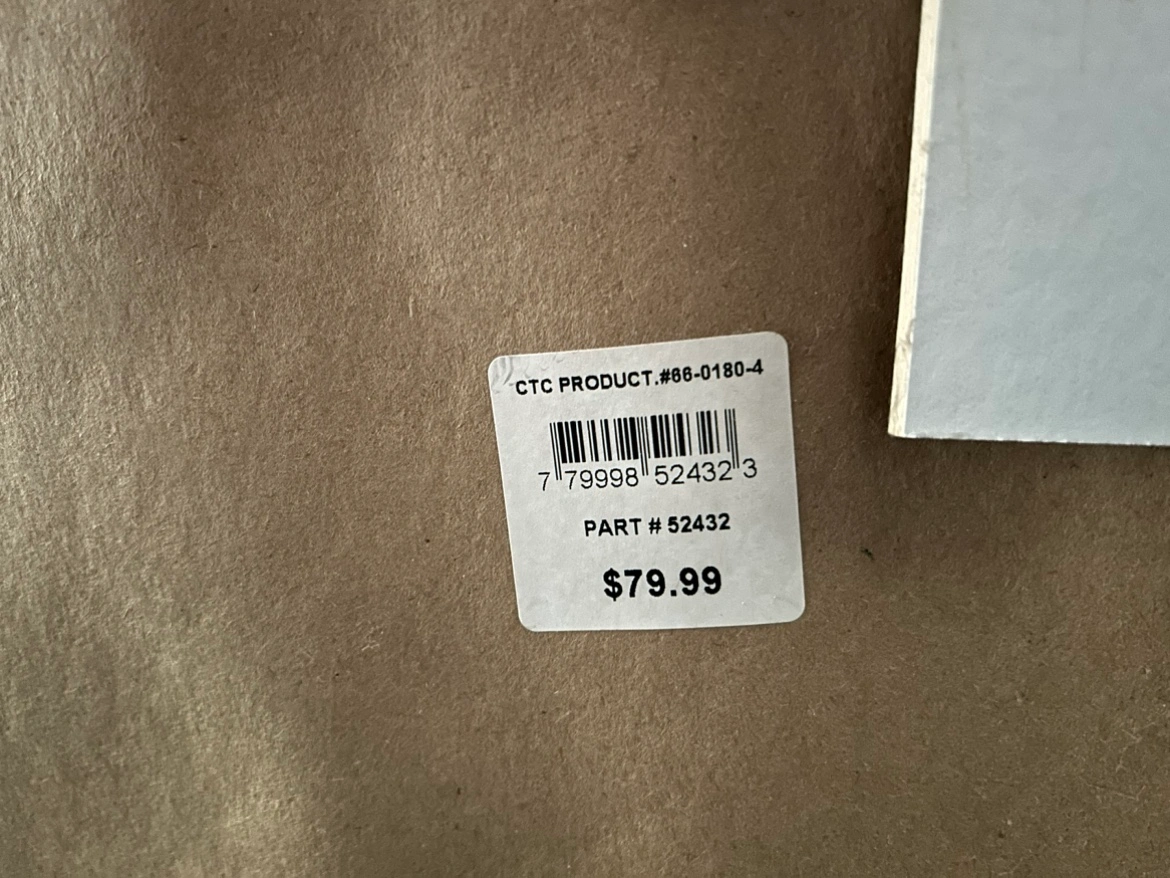 CTC PRODUCT.#66-0180-4
7 79998 52432 3
PART # 52432
$79.99